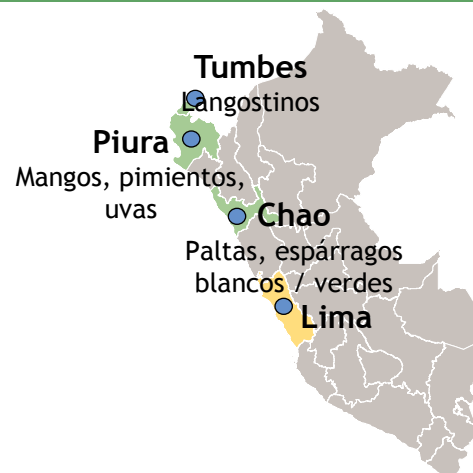 Tumbes
Langostinos
Piura
Mangos, pimientos,
uvas
Chao
Paltas, espárragos
blancos / verdes
Lima